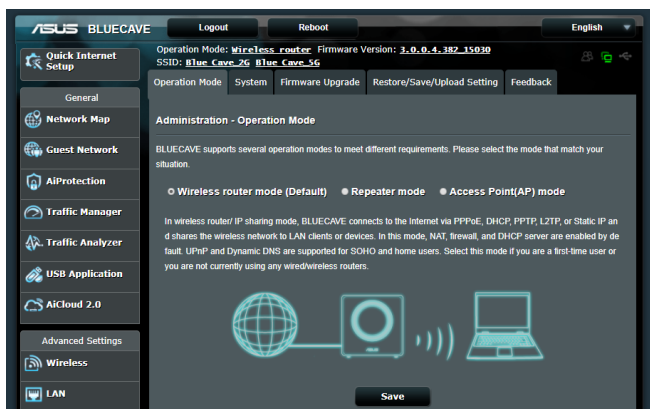 ASUS BLUECAVE
Logout
Reboot
English
Quick Internet
Setup
General
Network Map
Guest Network
AiProtection
Traffic Manager
Traffic Analyzer
USB Application
AiCloud 2.0
Advanced Settings
Wireless
LAN
Operation Mode: Wireless router Firmware Version: 3.0.0.4.382_15030
SSID: Blue Cave_2G Blue Cave_5G
Operation Mode System Firmware Upgrade Restore/Save/Upload Setting Feedback
Administration - Operation Mode
BLUECAVE supports several operation modes to meet different requirements. Please select the mode that match your
situation.
Wireless router mode (Default) Repeater mode Access Point(AP) mode
In wireless router/ IP sharing mode, BLUECAVE connects to the Internet via PPPoE, DHCP, PPTP, L2TP, or Static IP an
d shares the wireless network to LAN clients or devices. In this mode, NAT, firewall, and DHCP server are enabled by de
fault. UPnP and Dynamic DNS are supported for SOHO and home users. Select this mode if you are a first-time user or
you are not currently using any wired/wireless routers.
Save